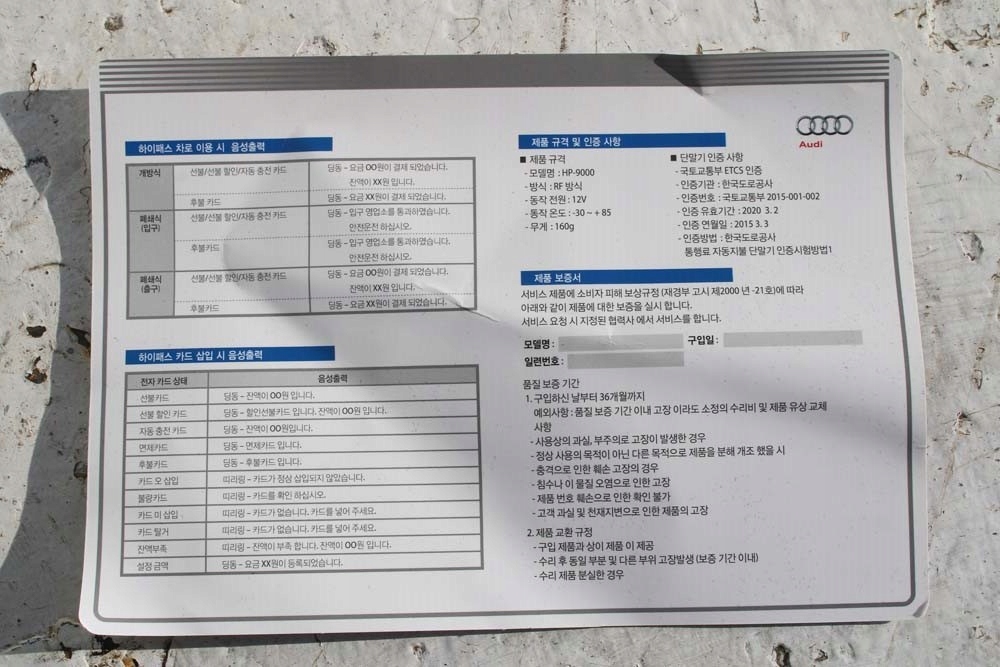 하이패스 차로 이용 시 음성출력
개방식 선불/선불 할인/자동 충전 카드 딩동 – 요금 OO원이 결제 되었습니다.
잔액이 XX원 입니다.
후불 카드 딩동 – 요금 XX원이 결제 되었습니다.
폐쇄식 (입구) 선불/선불 할인/자동 충전 카드 딩동 – 입구 영업소를 통과하였습니다.
안전운전 하십시오.
후불카드 딩동 – 입구 영업소를 통과하였습니다.
안전운전 하십시오.
폐쇄식 (출구) 선불/선불 할인/자동 충전 카드 딩동 – 요금 OO원이 결제 되었습니다.
잔액이 XX원 입니다.
후불카드 딩동 – 요금 XX원이 결제 되었습니다.
하이패스 카드 삽입 시 음성출력
전자 카드 상태 음성출력
선불카드 딩동 – 잔액이 OO원 입니다.
선불 할인 카드 딩동 – 할인선불카드 입니다. 잔액이 OO원 입니다.
자동 충전 카드 딩동 – 잔액이 OO원입니다.
면제카드 딩동 – 면제카드 입니다.
후불카드 딩동 – 후불카드 입니다.
카드 오 삽입 띠리링 – 카드가 정상 삽입되지 않았습니다.
불량카드 띠리링 – 카드를 확인 하십시오.
카드 미 삽입 띠리링 – 카드가 없습니다. 카드를 넣어 주세요.
카드 탈거 띠리링 – 카드가 없습니다. 카드를 넣어 주세요.
잔액부족 띠리링 – 잔액이 부족 합니다. 잔액이 OO원 입니다.
설정 금액 딩동 – 요금 XX원이 등록되었습니다.
Audi
제품 규격 및 인증 사항
■ 제품 규격
- 모델명 : HP-9000
- 방식 : RF 방식
- 동작 전원 : 12V
- 동작 온도 : -30 ~ + 85
- 무게 : 160g
■ 단말기 인증 사항
- 국토교통부 ETCS 인증
- 인증기관 : 한국도로공사
- 인증번호 : 국토교통부 2015-001-002
- 인증 유효기간 : 2020 3. 2
- 인증 연월일 : 2015 3. 3
- 인증방법 : 한국도로공사
통행료 자동지불 단말기 인증시험방법1
제품 보증서
서비스 제품에 소비자 피해 보상규정 (재경부 고시 제2000 년 -21호)에 따라
아래와 같이 제품에 대한 보증을 실시 합니다.
서비스 요청 시 지정된 협력사 에서 서비스를 합니다.
모델명 : 구입일 :
일련번호 :
품질 보증 기간
1. 구입하신 날부터 36개월까지
예외사항 : 품질 보증 기간 이내 고장 이라도 소정의 수리비 및 제품 유상 교체
사항
- 사용상의 과실, 부주의로 고장이 발생한 경우
- 정상 사용의 목적이 아닌 다른 목적으로 제품을 분해 개조 했을 시
- 충격으로 인한 훼손 고장의 경우
- 침수나 이 물질 오염으로 인한 고장
- 제품 번호 훼손으로 인한 확인 불가
- 고객 과실 및 천재지변으로 인한 제품의 고장
2. 제품 교환 규정
- 구입 제품과 상이 제품 이 제공
- 수리 후 동일 부분 및 다른 부위 고장발생 (보증 기간 이내)
- 수리 제품 분실한 경우